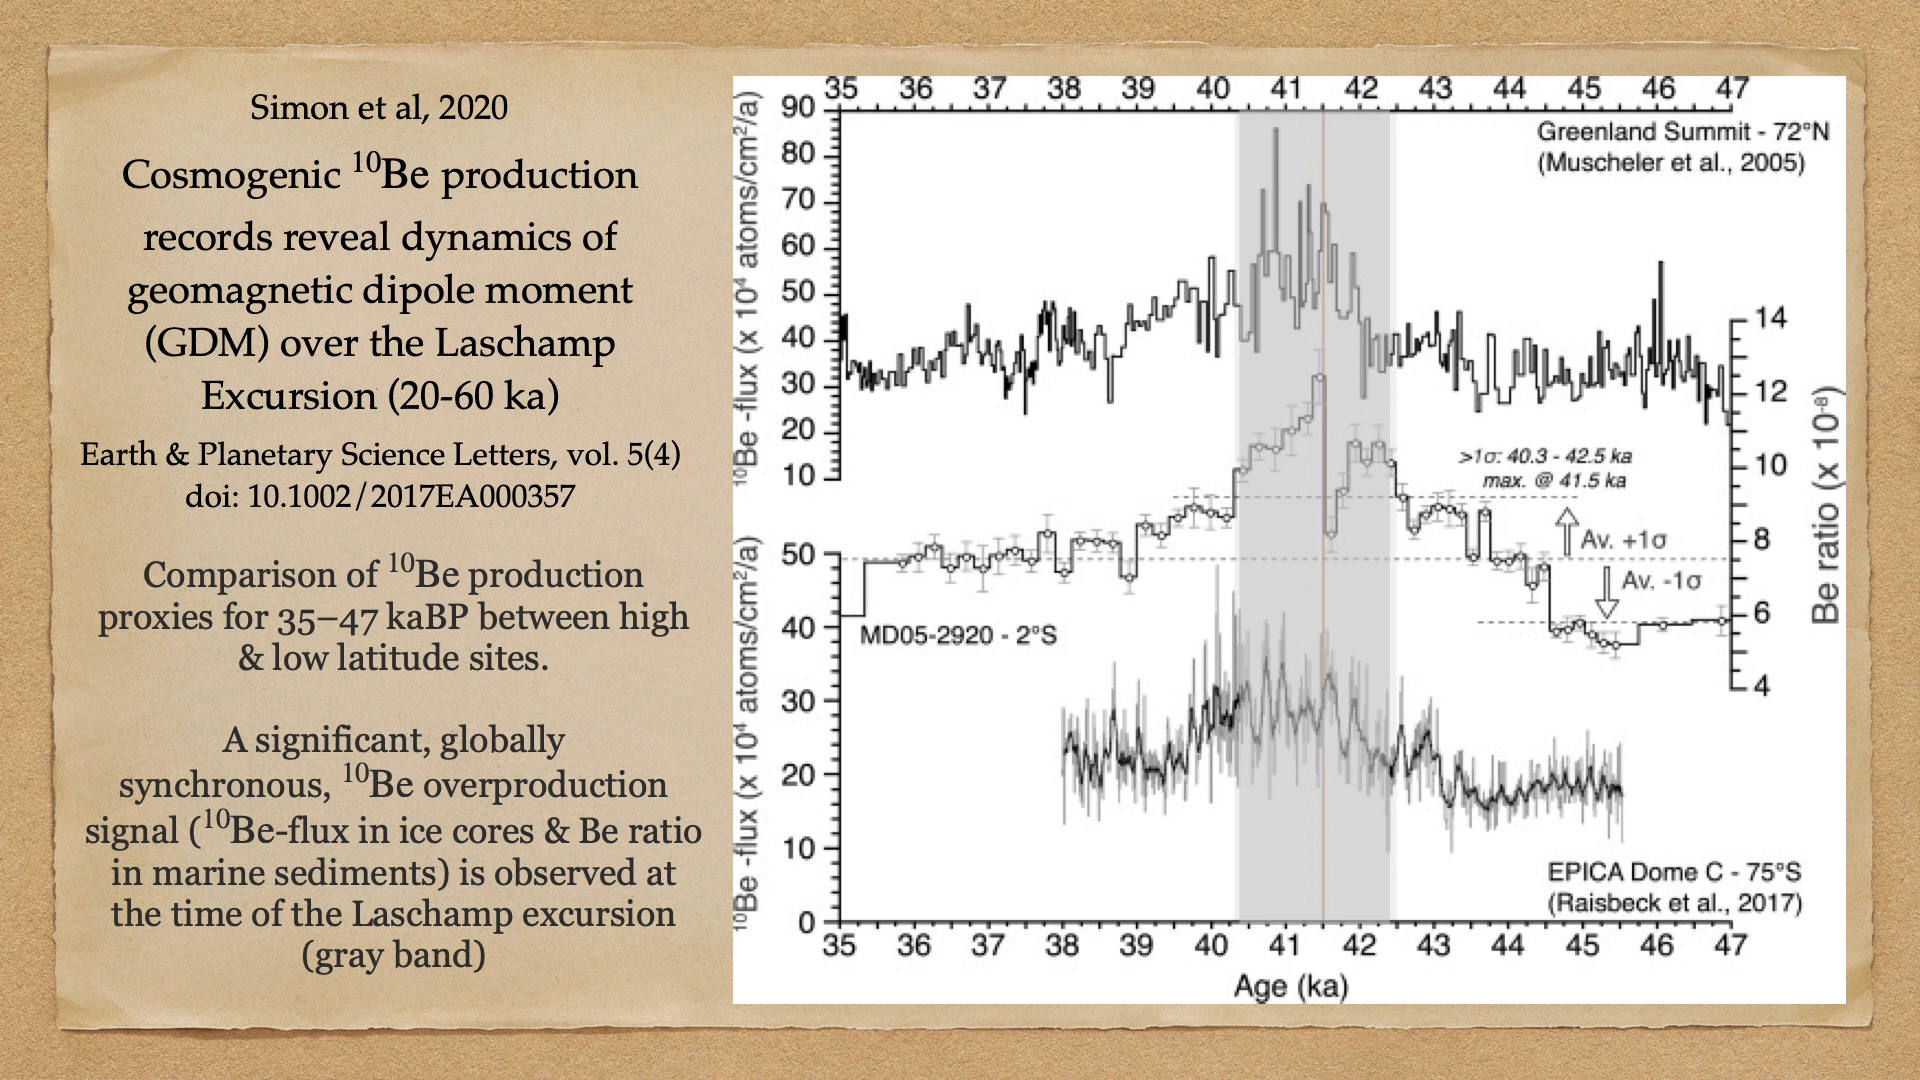 Simon et al, 2020
Cosmogenic ¹⁰Be production
records reveal dynamics of
geomagnetic dipole moment
(GDM) over the Laschamp
Excursion (20-60 ka)
Earth & Planetary Science Letters, vol. 5(4)
doi: 10.1002/2017EA000357
Comparison of ¹⁰Be production
proxies for 35–47 kaBP between high
& low latitude sites.
A significant, globally
synchronous, ¹⁰Be overproduction
signal (¹⁰Be-flux in ice cores & Be ratio
in marine sediments) is observed at
the time of the Laschamp excursion
(gray band)
35 36 37 38 39 40 41 42 43 44 45 46 47
¹⁰Be -flux (x 10⁴ atoms/cm²/a)
90
80
70
60
50
40
30
20
10
Greenland Summit - 72°N
(Muscheler et al., 2005)
14
12
10
8
6
4
Be ratio (x 10⁻⁸)
>1σ: 40.3 - 42.5 ka
max. @ 41.5 ka
Av. +1σ
Av. -1σ
MD05-2920 - 2°S
¹⁰Be -flux (x 10⁴ atoms/cm²/a)
50
40
30
20
10
0
EPICA Dome C - 75°S
(Raisbeck et al., 2017)
35 36 37 38 39 40 41 42 43 44 45 46 47
Age (ka)